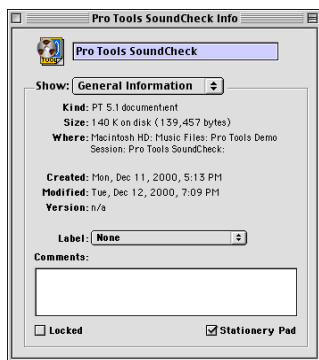 Pro Tools SoundCheck Info
Pro Tools SoundCheck
Show: General Information
Kind: PT 5.1 documentient
Size: 140 K on disk (139,457 bytes)
Where: Macintosh HD: Music Files: Pro Tools Demo
Session: Pro Tools SoundCheck:
Created: Mon, Dec 11, 2000, 5:13 PM
Modified: Tue, Dec 12, 2000, 7:09 PM
Version: n/a
Label: None
Comments:
Locked Stationery Pad